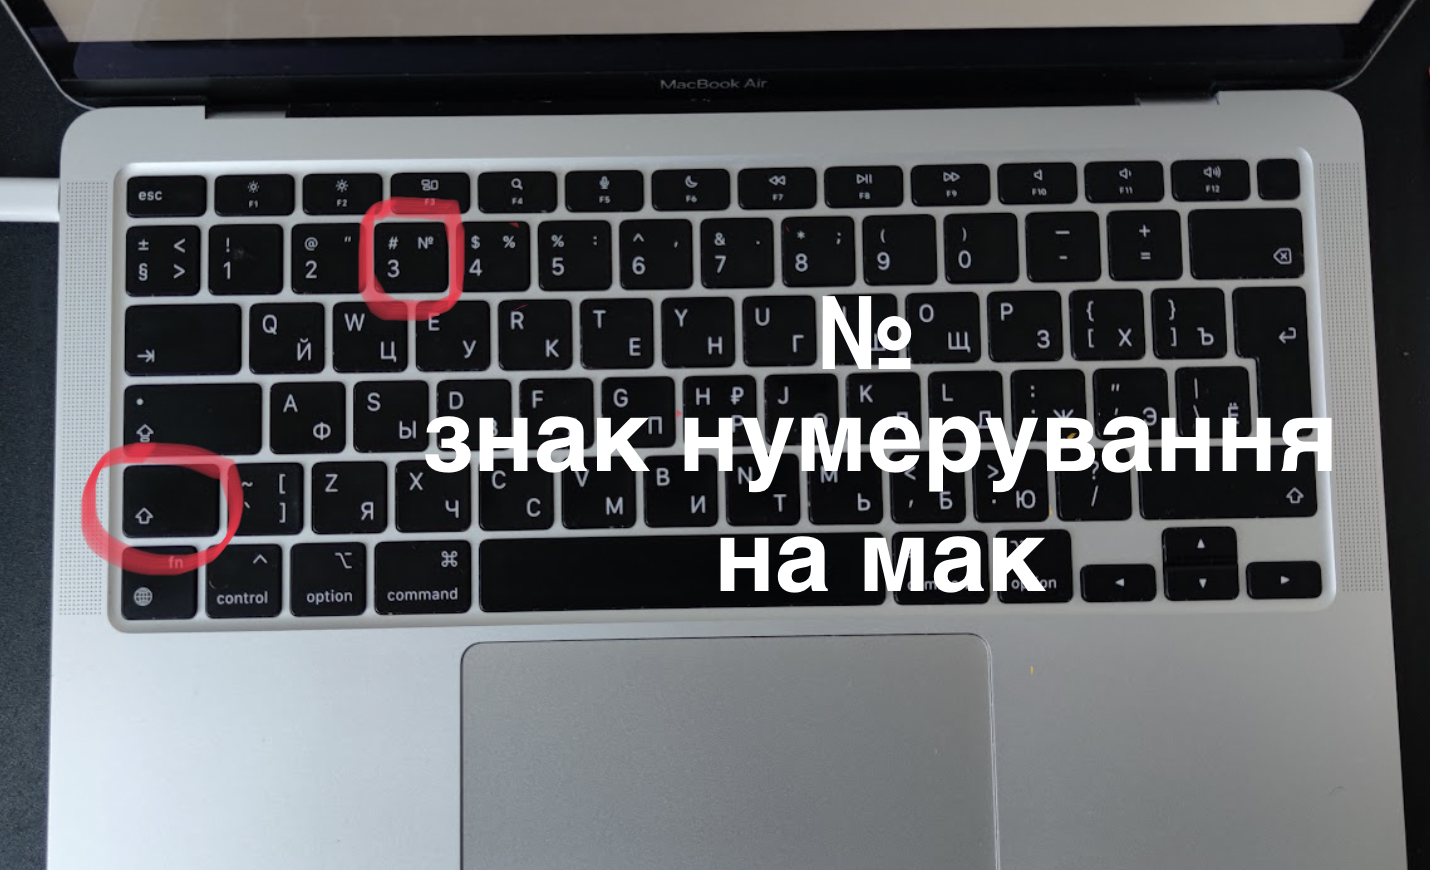 MacBook Air
esc F1 F2 F3 F4 F5 F6 F7 F8 F9 F10 F11 F12
± < ! @ " # № $ % % : ^ , & . * ; ( ) — +
§ > 1 2 3 4 5 6 7 8 9 0 - =
Q W E R T Y U O P { }
Й Ц У К Е Н Г Щ З [ Х ] Ъ
№
A S D F G H ₽ J K L : " |
Ф Ы П Р Ж Э Ё
знак нумерування
~ [ Z X C V B N M < > ?
` ] Я Ч С М И Т Ь , Б . Ю /
fn ^ ⌥ ⌘
на мак
control option command option